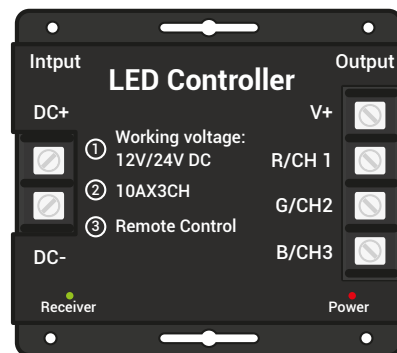 Intput
Output
LED Controller
DC+
V+
① Working voltage:
12V/24V DC
R/CH 1
② 10AX3CH
G/CH2
③ Remote Control
DC-
B/CH3
Receiver
Power